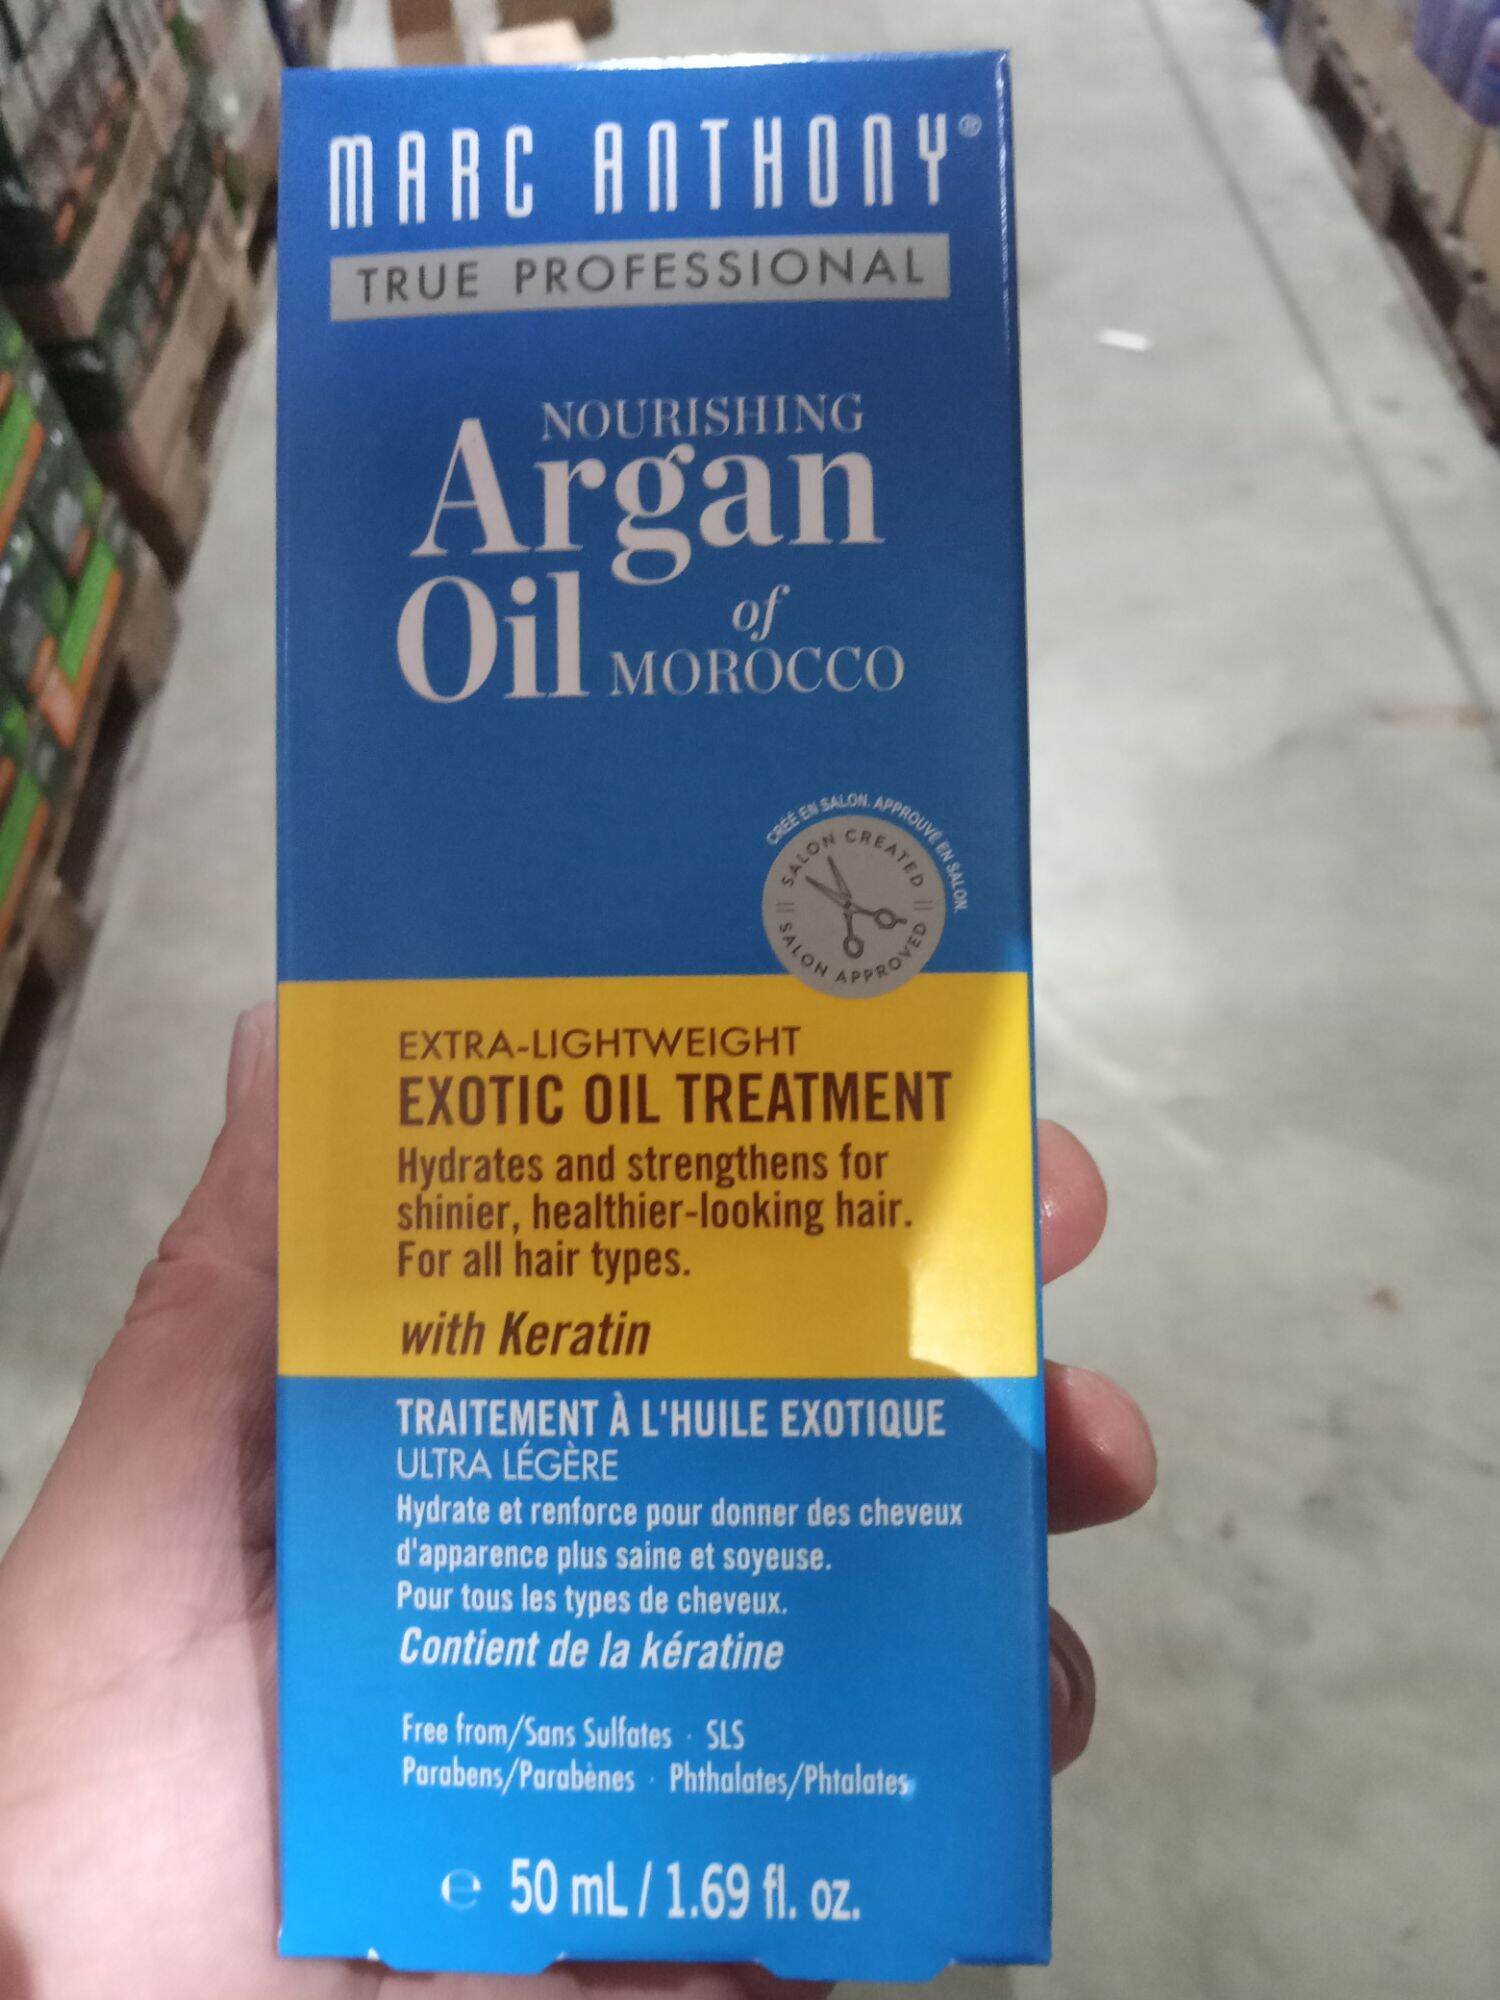 MARC ANTHONY®
TRUE PROFESSIONAL
NOURISHING
Argan
Oil of
MOROCCO
CRÉÉ EN SALON. APPROUVÉ EN SALON.
SALON CREATED
SALON APPROVED
EXTRA-LIGHTWEIGHT
EXOTIC OIL TREATMENT
Hydrates and strengthens for
shinier, healthier-looking hair.
For all hair types.
with Keratin
TRAITEMENT À L'HUILE EXOTIQUE
ULTRA LÉGÈRE
Hydrate et renforce pour donner des cheveux
d'apparence plus saine et soyeuse.
Pour tous les types de cheveux.
Contient de la kératine
Free from/Sans Sulfates · SLS
Parabens/Parabènes · Phthalates/Phtalates
℮ 50 mL / 1.69 fl. oz.